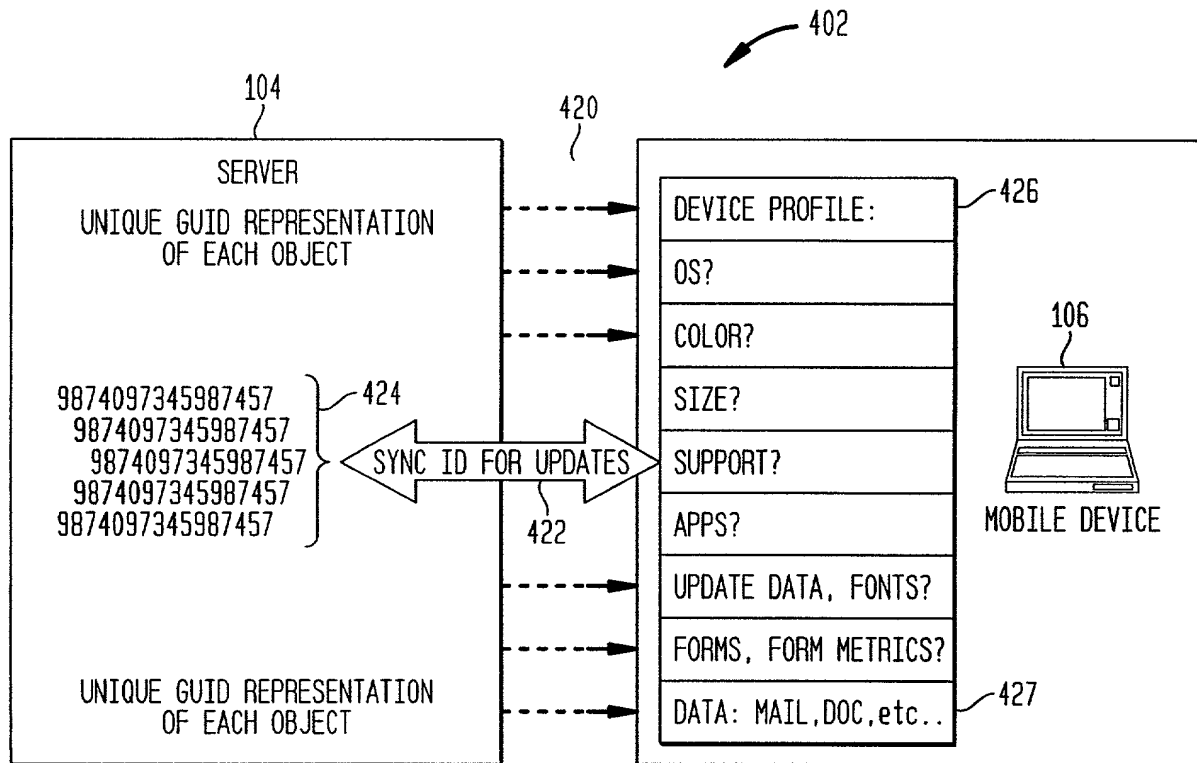 402
104
420
SERVER
UNIQUE GUID REPRESENTATION
OF EACH OBJECT
9874097345987457
9874097345987457
9874097345987457
9874097345987457
9874097345987457
424
SYNC ID FOR UPDATES
422
UNIQUE GUID REPRESENTATION
OF EACH OBJECT
DEVICE PROFILE:
426
OS?
COLOR?
SIZE?
SUPPORT?
APPS?
UPDATE DATA, FONTS?
FORMS, FORM METRICS?
DATA: MAIL,DOC,etc..
427
106
MOBILE DEVICE